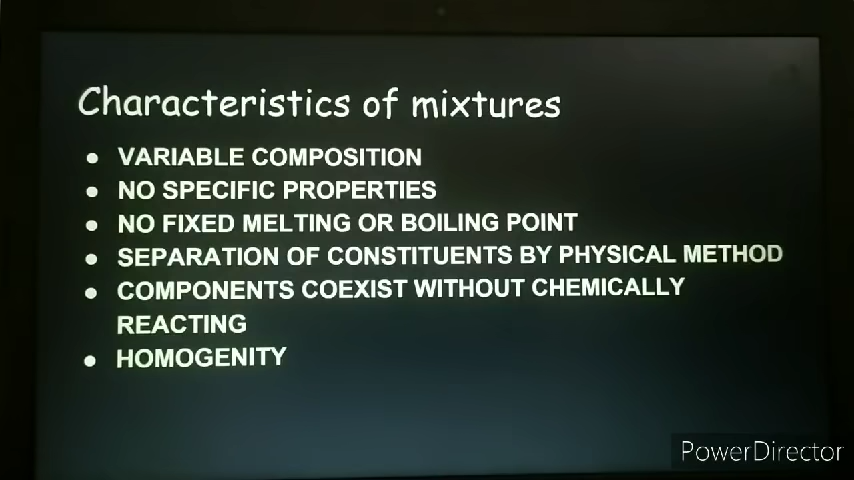 Characteristics of mixtures
● VARIABLE COMPOSITION
● NO SPECIFIC PROPERTIES
● NO FIXED MELTING OR BOILING POINT
● SEPARATION OF CONSTITUENTS BY PHYSICAL METHOD
● COMPONENTS COEXIST WITHOUT CHEMICALLY
REACTING
● HOMOGENITY
PowerDirector